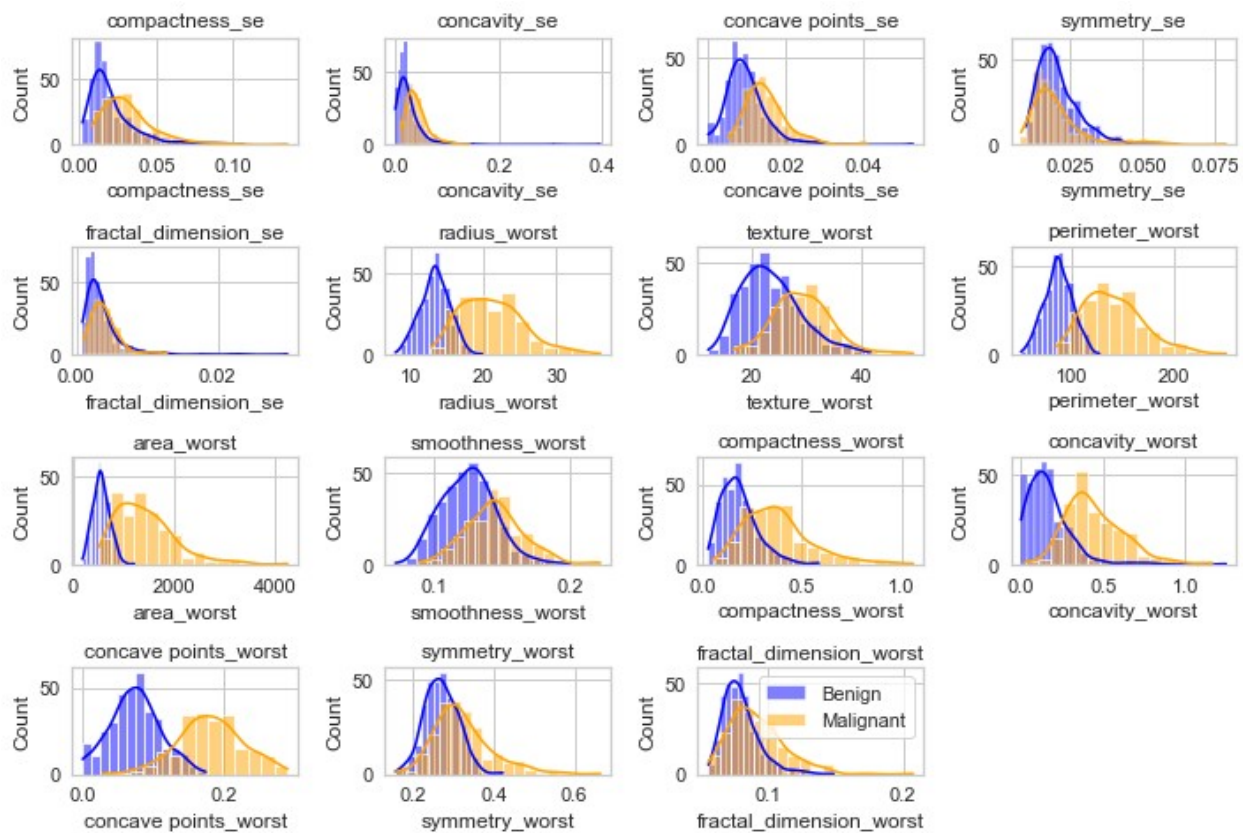 compactness_se
concavity_se
concave points_se
symmetry_se
Count
50
0
0.00
0.10
compactness_se
Count
50
0
0.0
0.2
0.4
concavity_se
Count
50
0
0.00
0.02
0.04
concave points_se
Count
50
0
0.025
0.050
0.075
symmetry_se
fractal_dimension_se
radius_worst
texture_worst
perimeter_worst
Count
50
0
0.00
0.02
fractal_dimension_se
Count
50
0
10
20
30
radius_worst
Count
50
0
20
40
texture_worst
Count
50
0
100
200
perimeter_worst
area_worst
smoothness_worst
compactness_worst
concavity_worst
Count
50
0
0
2000
4000
area_worst
Count
50
0
0.1
0.2
smoothness_worst
Count
50
0
0.0
0.5
1.0
compactness_worst
Count
50
0
0.0
0.5
1.0
concavity_worst
concave points_worst
symmetry_worst
fractal_dimension_worst
Count
50
0
0.0
0.2
concave points_worst
Count
50
0
0.2
0.4
0.6
symmetry_worst
Count
50
0
Benign
Malignant
0.1
0.2
fractal_dimension_worst